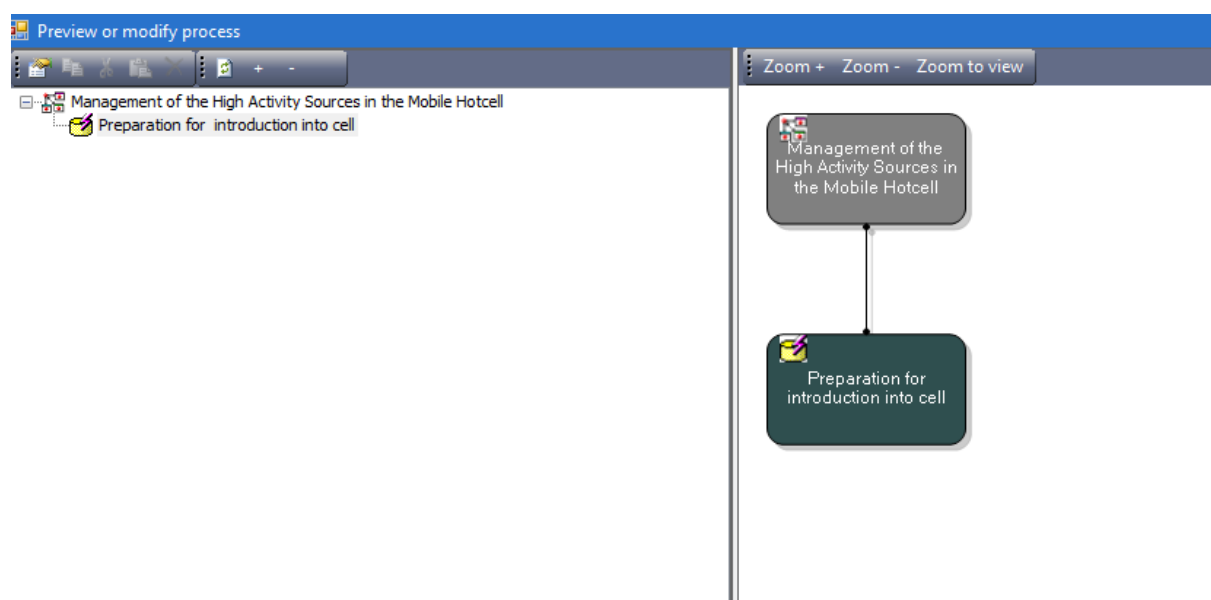 Preview or modify process
+ -
Zoom + Zoom - Zoom to view
Management of the High Activity Sources in the Mobile Hotcell
Preparation for introduction into cell
Management of the
High Activity Sources in
the Mobile Hotcell
Preparation for
introduction into cell